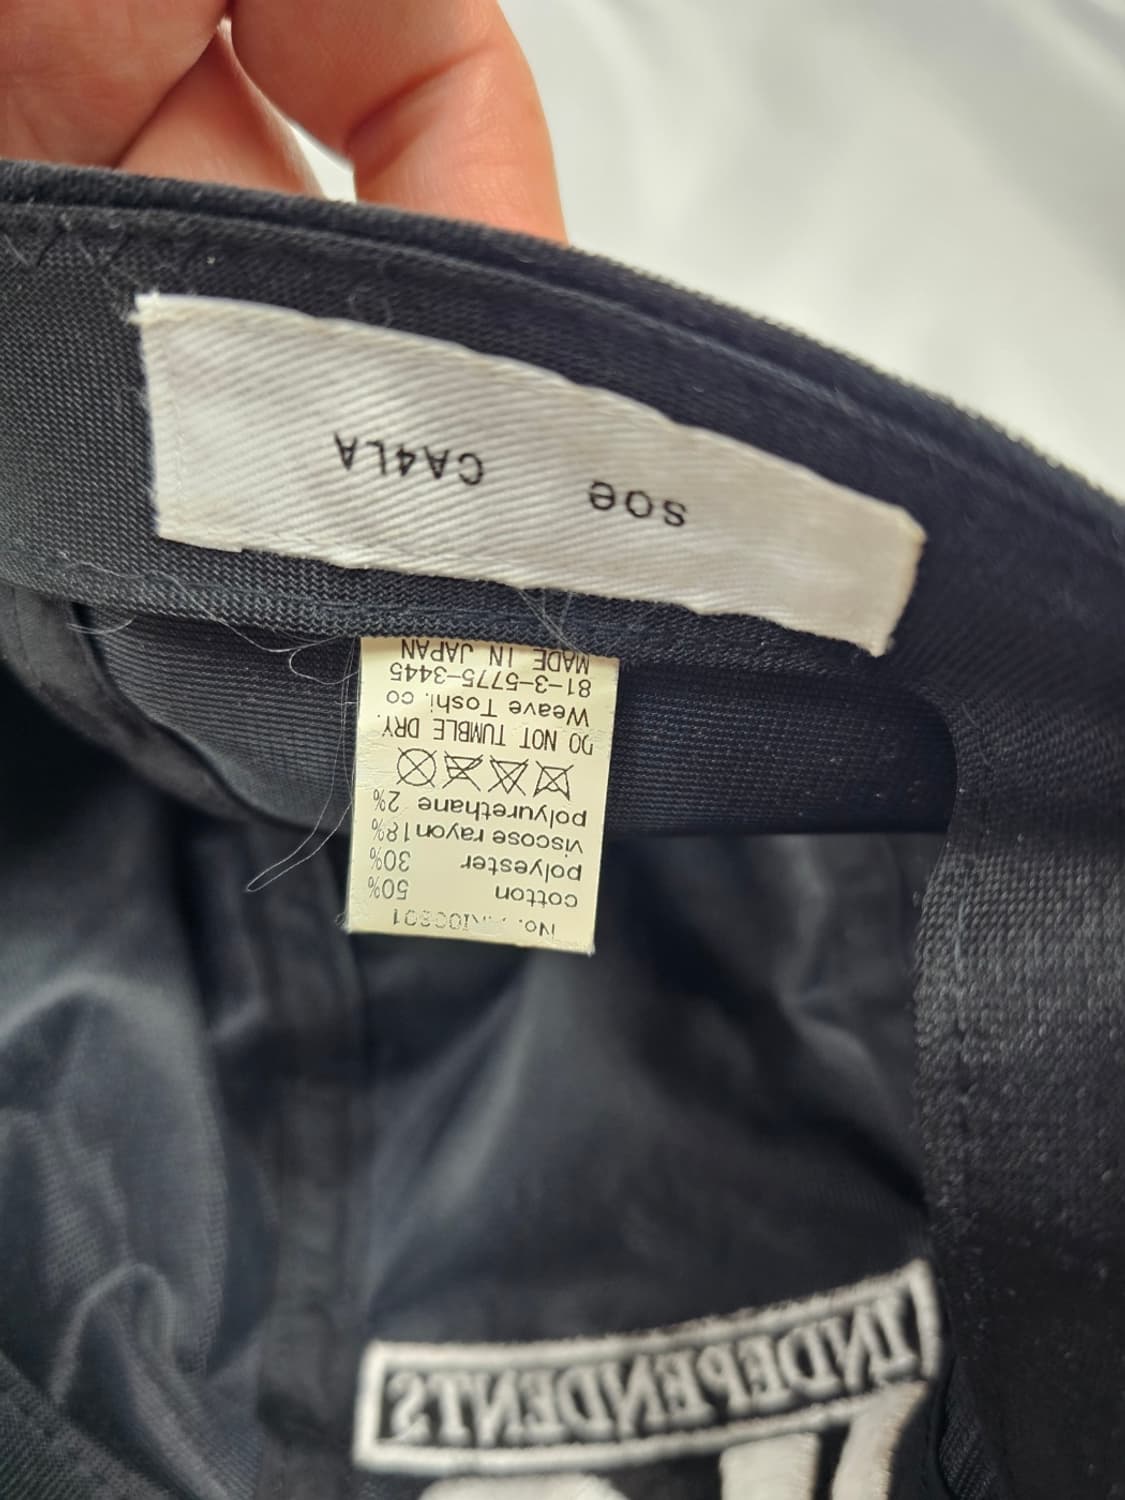 soe CA4LA
cotton 50%
polyester 30%
viscose rayon 18%
polyurethane 2%
DO NOT TUMBLE DRY.
Weave Toshi. co
81-3-5775-3445
MADE IN JAPAN
INDEPENDENTS